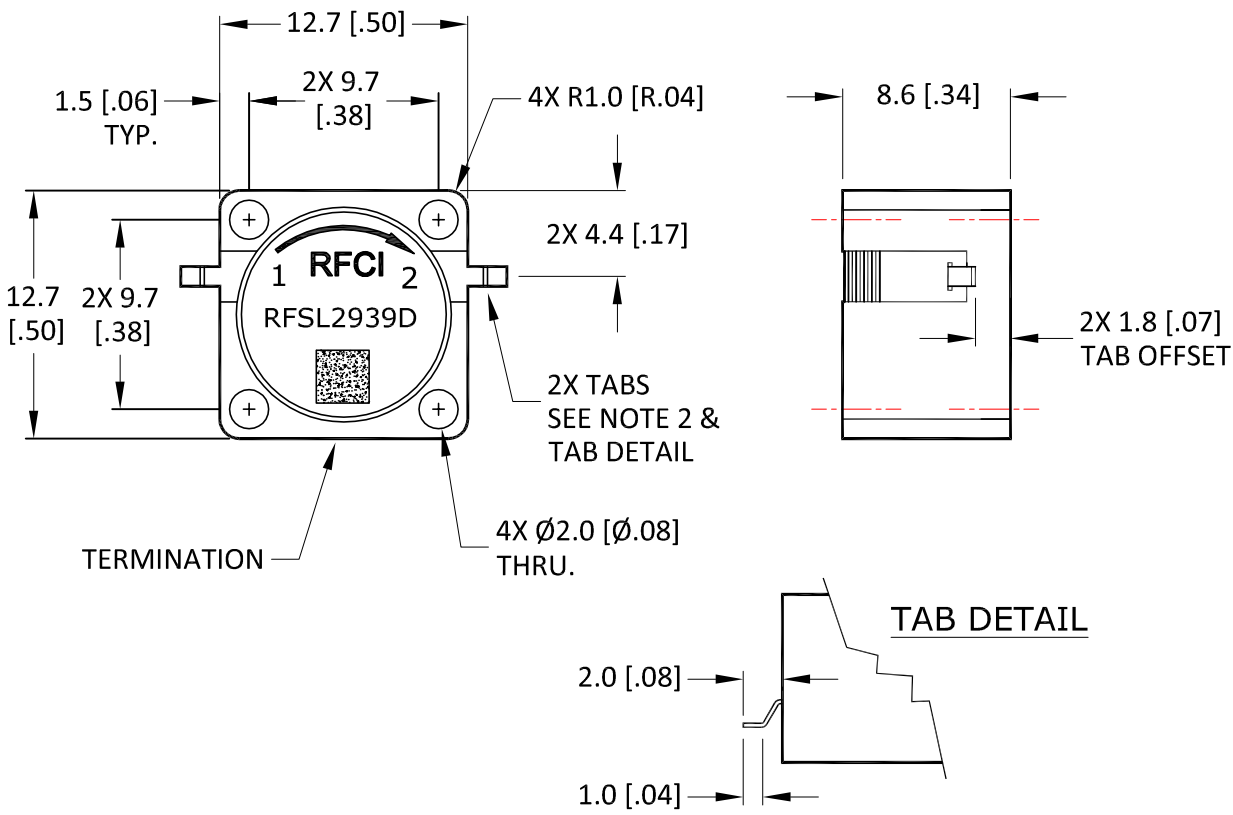 12.7 [.50]
1.5 [.06]
TYP.
2X 9.7
[.38]
4X R1.0 [R.04]
8.6 [.34]
2X 4.4 [.17]
12.7
[.50]
2X 9.7
[.38]
1
RFCI
2
RFSL2939D
2X 1.8 [.07]
TAB OFFSET
2X TABS
SEE NOTE 2 &
TAB DETAIL
TERMINATION
4X Ø2.0 [Ø.08]
THRU.
TAB DETAIL
2.0 [.08]
1.0 [.04]